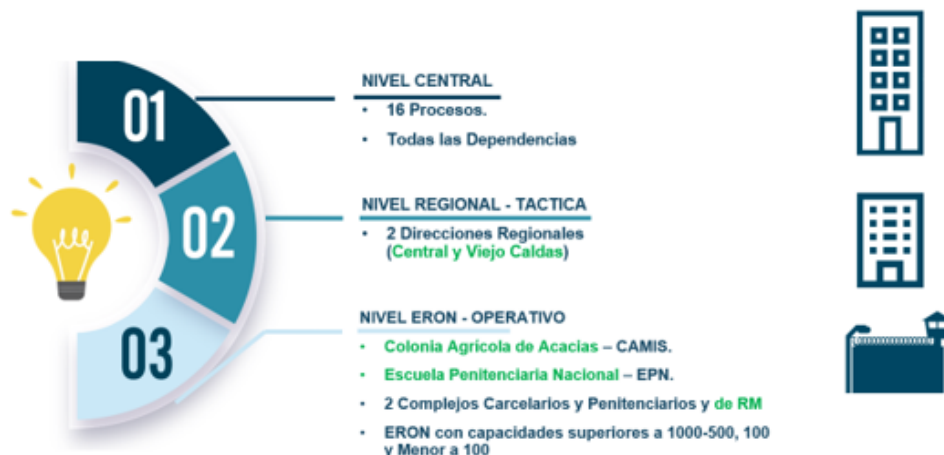 01
NIVEL CENTRAL
• 16 Procesos.
• Todas las Dependencias
02
NIVEL REGIONAL - TACTICA
• 2 Direcciones Regionales
(Central y Viejo Caldas)
03
NIVEL ERON - OPERATIVO
• Colonia Agrícola de Acacias – CAMIS.
• Escuela Penitenciaria Nacional – EPN.
• 2 Complejos Carcelarios y Penitenciarios y de RM
• ERON con capacidades superiores a 1000-500, 100
y Menor a 100